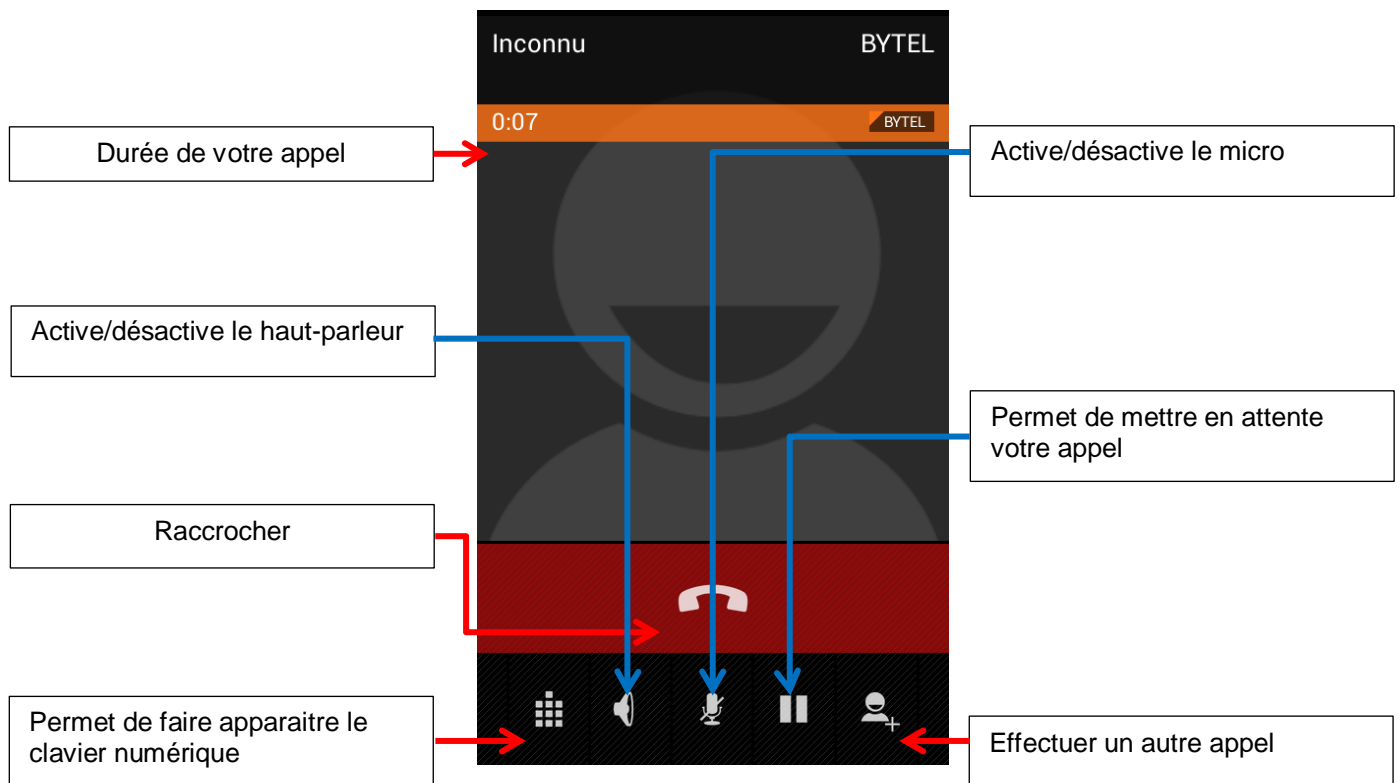 Inconnu BYTEL
0:07 BYTEL
Durée de votre appel
Active/désactive le micro
Active/désactive le haut-parleur
Permet de mettre en attente
votre appel
Raccrocher
Permet de faire apparaitre le
clavier numérique
Effectuer un autre appel